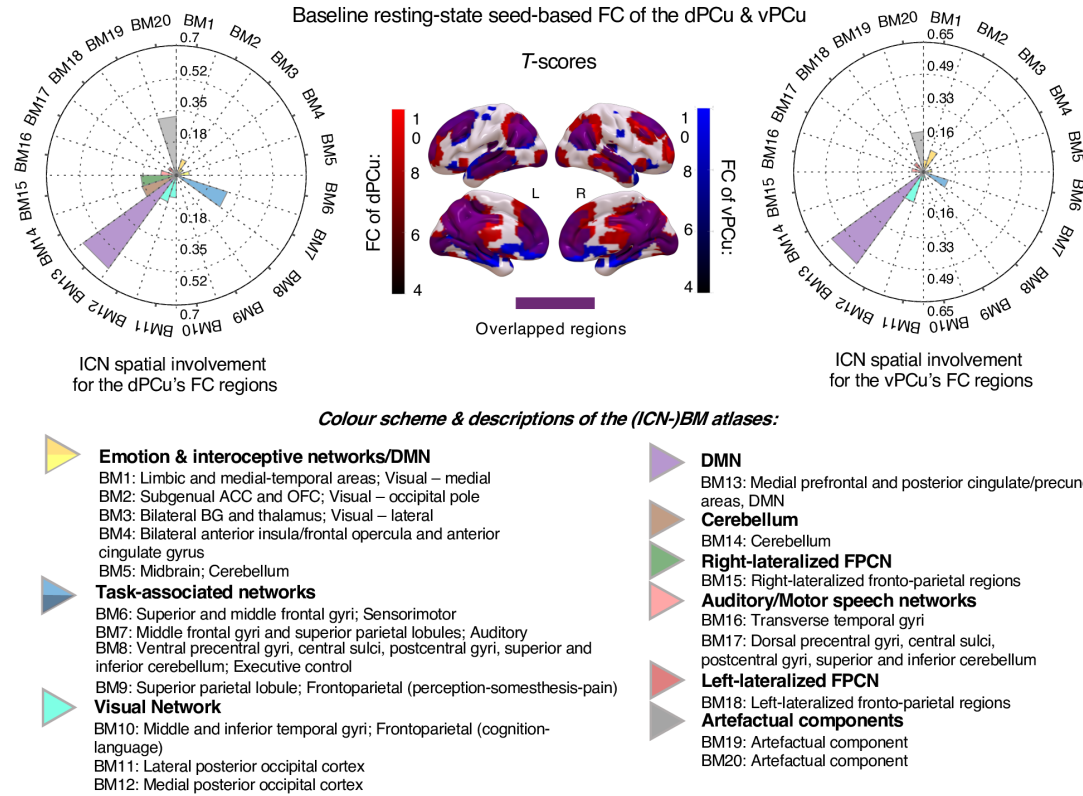 Baseline resting-state seed-based FC of the dPCu & vPCu
BM1
BM2
BM3
BM4
BM5
BM6
BM7
BM8
BM9
BM10
BM11
BM12
BM13
BM14
BM15
BM16
BM17
BM18
BM19
BM20
0.7
0.52
0.35
0.18
0.18
0.35
0.52
0.7
ICN spatial involvement
for the dPCu's FC regions
T-scores
FC of dPCu:
1
0
8
6
4
L
R
FC of vPCu:
1
0
8
6
4
Overlapped regions
BM1
BM2
BM3
BM4
BM5
BM6
BM7
BM8
BM9
BM10
BM11
BM12
BM13
BM14
BM15
BM16
BM17
BM18
BM19
BM20
0.65
0.49
0.33
0.16
0.16
0.33
0.49
0.65
ICN spatial involvement
for the vPCu's FC regions
Colour scheme & descriptions of the (ICN-)BM atlases:
Emotion & interoceptive networks/DMN
BM1: Limbic and medial-temporal areas; Visual – medial
BM2: Subgenual ACC and OFC; Visual – occipital pole
BM3: Bilateral BG and thalamus; Visual – lateral
BM4: Bilateral anterior insula/frontal opercula and anterior
cingulate gyrus
BM5: Midbrain; Cerebellum
Task-associated networks
BM6: Superior and middle frontal gyri; Sensorimotor
BM7: Middle frontal gyri and superior parietal lobules; Auditory
BM8: Ventral precentral gyri, central sulci, postcentral gyri, superior and
inferior cerebellum; Executive control
BM9: Superior parietal lobule; Frontoparietal (perception-somesthesis-pain)
Visual Network
BM10: Middle and inferior temporal gyri; Frontoparietal (cognition-
language)
BM11: Lateral posterior occipital cortex
BM12: Medial posterior occipital cortex
DMN
BM13: Medial prefrontal and posterior cingulate/precun
areas, DMN
Cerebellum
BM14: Cerebellum
Right-lateralized FPCN
BM15: Right-lateralized fronto-parietal regions
Auditory/Motor speech networks
BM16: Transverse temporal gyri
BM17: Dorsal precentral gyri, central sulci,
postcentral gyri, superior and inferior cerebellum
Left-lateralized FPCN
BM18: Left-lateralized fronto-parietal regions
Artefactual components
BM19: Artefactual component
BM20: Artefactual component